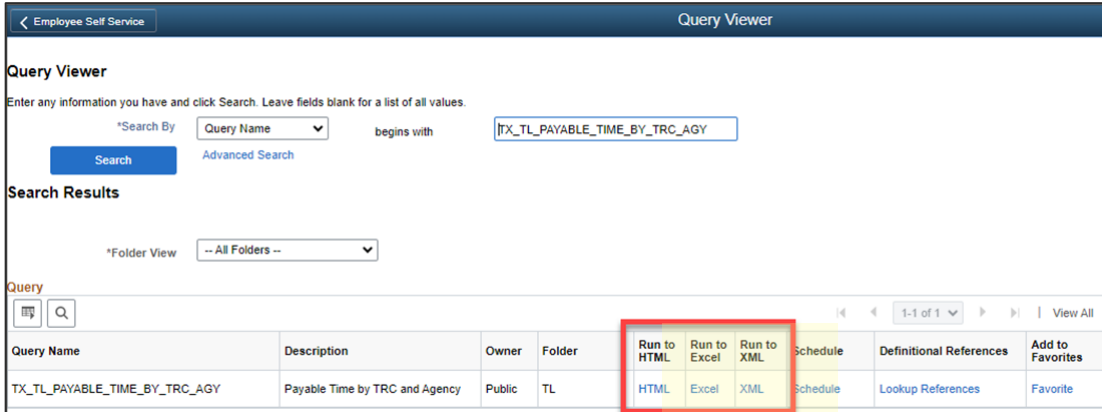 Employee Self Service
Query Viewer
Query Viewer
Enter any information you have and click Search. Leave fields blank for a list of all values.
*Search By Query Name begins with TX_TL_PAYABLE_TIME_BY_TRC_AGY
Search Advanced Search
Search Results
*Folder View -- All Folders --
Query
1-1 of 1 View All
Query Name Description Owner Folder Run to HTML Run to Excel Run to XML Schedule Definitional References Add to Favorites
TX_TL_PAYABLE_TIME_BY_TRC_AGY Payable Time by TRC and Agency Public TL HTML Excel XML Schedule Lookup References Favorite